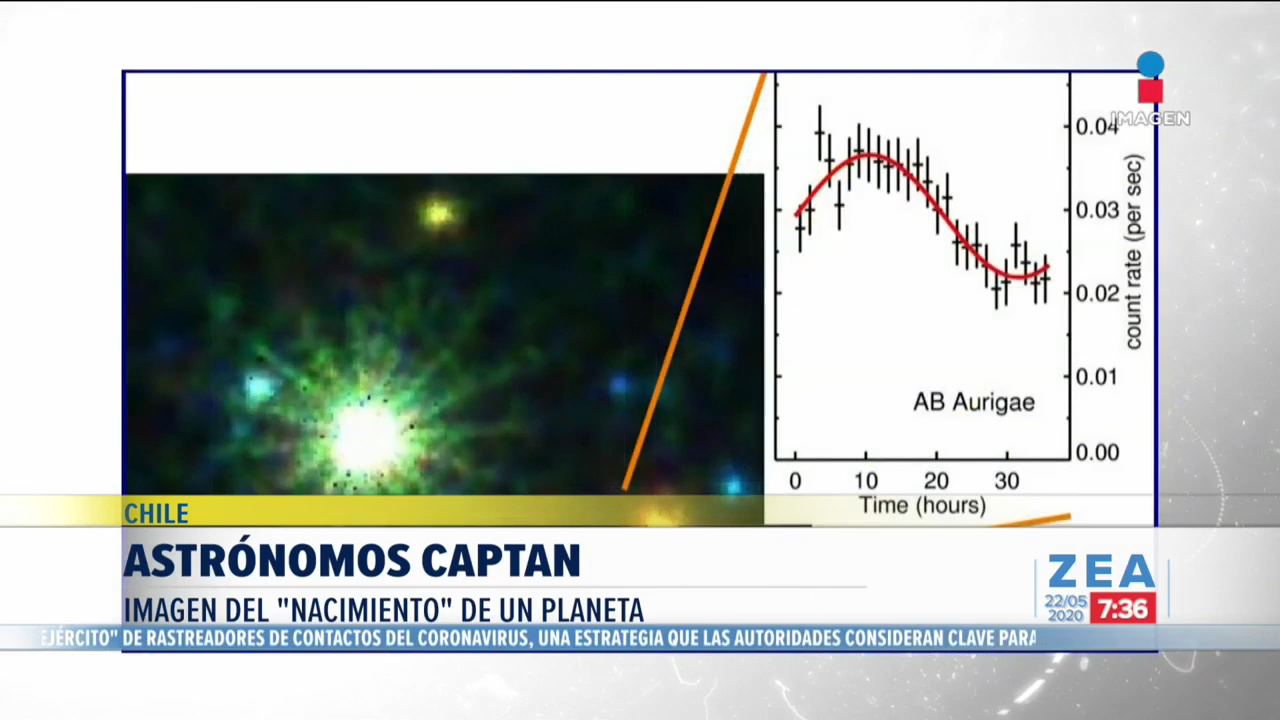 IMAGEN
0.04
0.03
0.02
0.01
0.00
count rate (per sec)
AB Aurigae
0 10 20 30
Time (hours)
CHILE
ASTRÓNOMOS CAPTAN
IMAGEN DEL "NACIMIENTO" DE UN PLANETA
ZEA
22/05
2020
7:36
EJÉRCITO" DE RASTREADORES DE CONTACTOS DEL CORONAVIRUS, UNA ESTRATEGIA QUE LAS AUTORIDADES CONSIDERAN CLAVE PARA